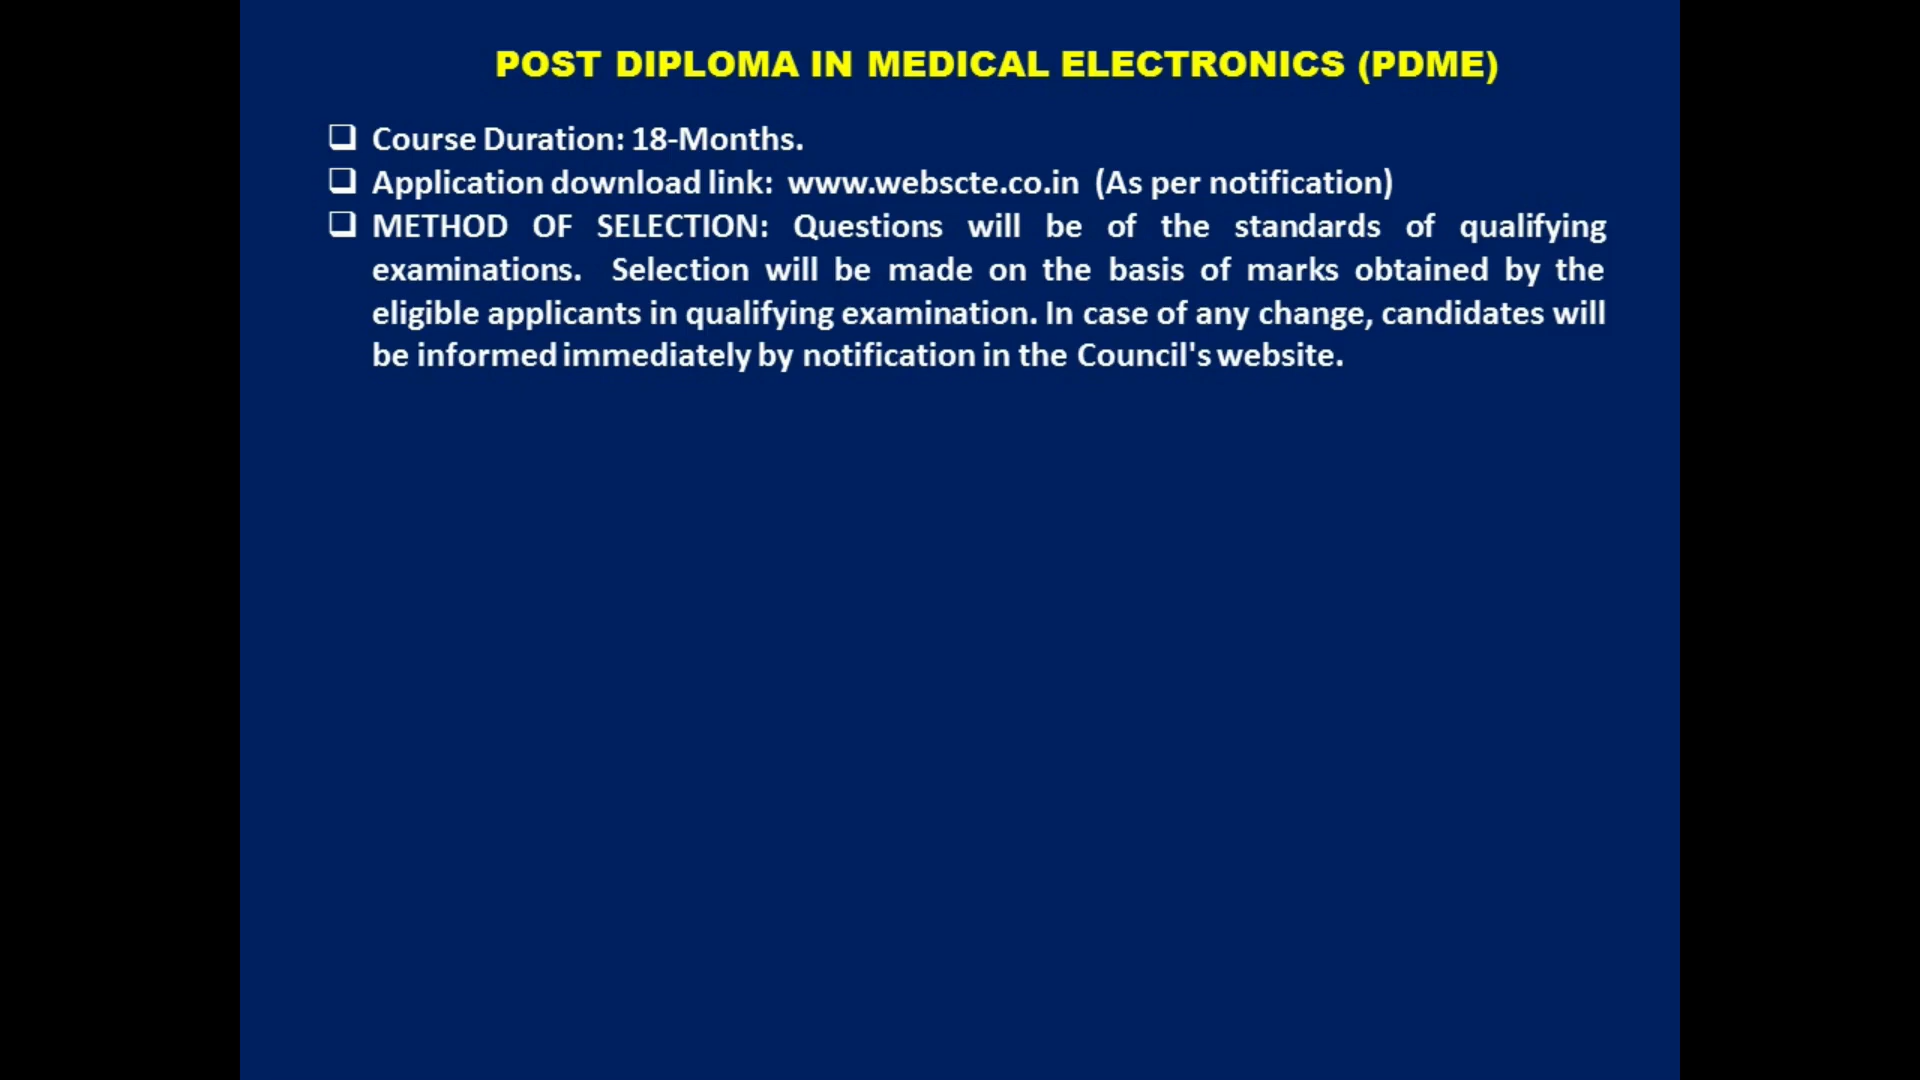 POST DIPLOMA IN MEDICAL ELECTRONICS (PDME)
❑ Course Duration: 18-Months.
❑ Application download link: www.webscte.co.in (As per notification)
❑ METHOD OF SELECTION: Questions will be of the standards of qualifying
examinations. Selection will be made on the basis of marks obtained by the
eligible applicants in qualifying examination. In case of any change, candidates will
be informed immediately by notification in the Council's website.